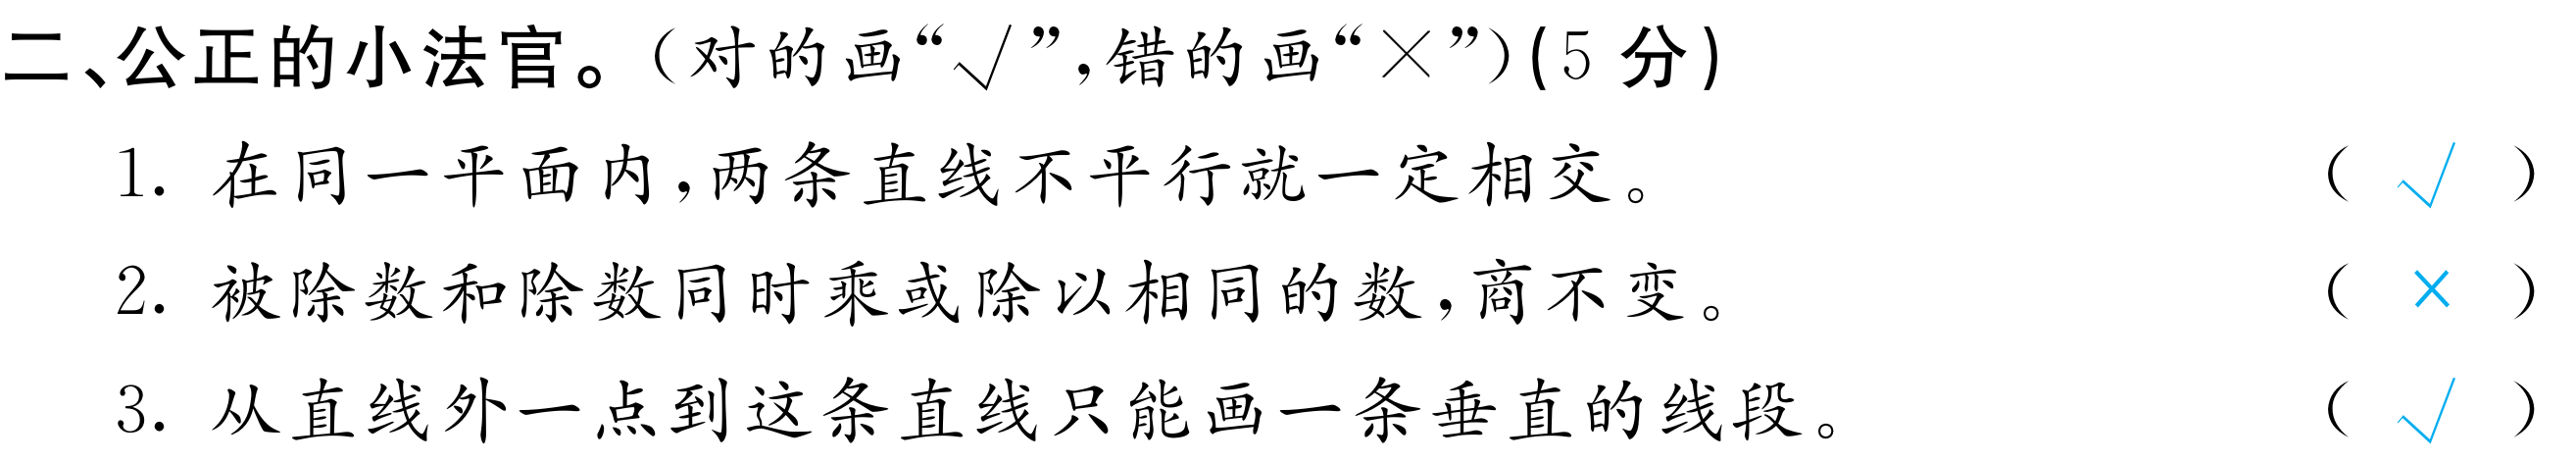 二、公正的小法官。(对的画“√”,错的画“×”)(5 分)
1. 在同一平面内,两条直线不平行就一定相交。 ( √ )
2. 被除数和除数同时乘或除以相同的数,商不变。 ( × )
3. 从直线外一点到这条直线只能画一条垂直的线段。 ( √ )